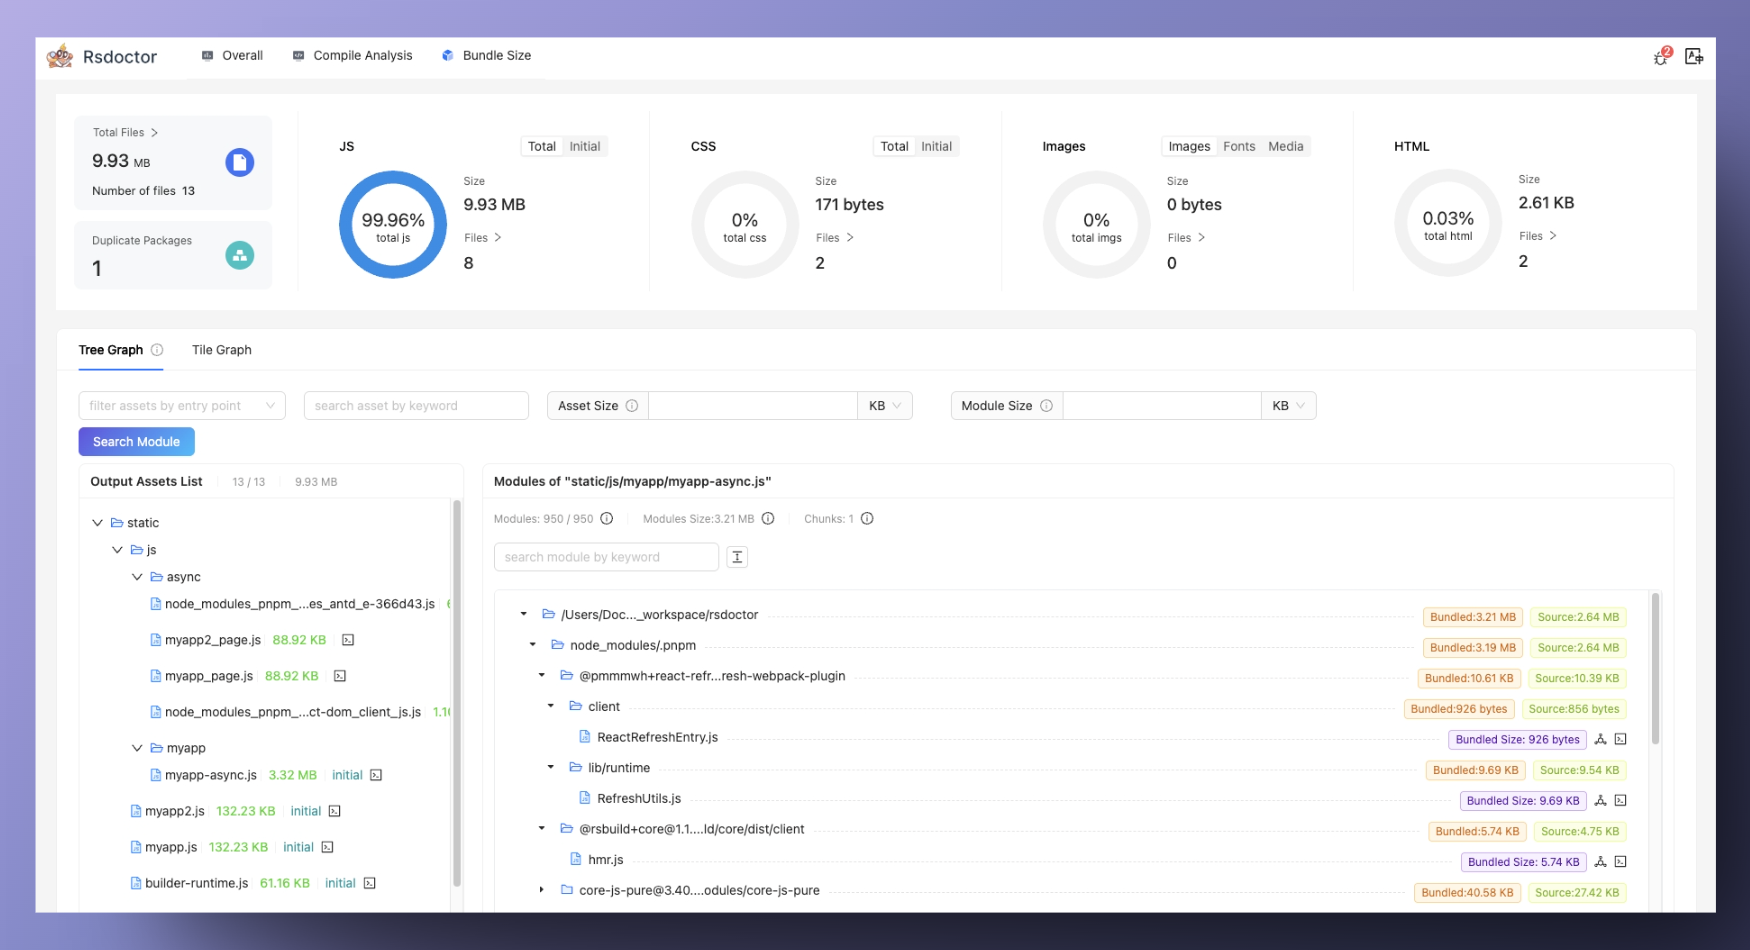 Rsdoctor
Overall
Compile Analysis
Bundle Size
2
Total Files
9.93 MB
Number of files 13
Duplicate Packages
1
JS
Total Initial
99.96%
total js
Size
9.93 MB
Files
8
CSS
Total Initial
0%
total css
Size
171 bytes
Files
2
Images
Images Fonts Media
0%
total imgs
Size
0 bytes
Files
0
HTML
0.03%
total html
Size
2.61 KB
Files
2
Tree Graph
Tile Graph
filter assets by entry point
search asset by keyword
Asset Size
KB
Module Size
KB
Search Module
Output Assets List 13 / 13 9.93 MB
static
js
async
node_modules_pnpm_...es_antd_e-366d43.js
myapp2_page.js 88.92 KB
myapp_page.js 88.92 KB
node_modules_pnpm_...ct-dom_client_js.js
myapp
myapp-async.js 3.32 MB initial
myapp2.js 132.23 KB initial
myapp.js 132.23 KB initial
builder-runtime.js 61.16 KB initial
Modules of "static/js/myapp/myapp-async.js"
Modules: 950 / 950 Modules Size:3.21 MB Chunks: 1
search module by keyword
/Users/Doc..._workspace/rsdoctor Bundled:3.21 MB Source:2.64 MB
node_modules/.pnpm Bundled:3.19 MB Source:2.64 MB
@pmmmwh+react-refr...resh-webpack-plugin Bundled:10.61 KB Source:10.39 KB
client Bundled:926 bytes Source:856 bytes
ReactRefreshEntry.js Bundled Size: 926 bytes
lib/runtime Bundled:9.69 KB Source:9.54 KB
RefreshUtils.js Bundled Size: 9.69 KB
@rsbuild+core@1.1....ld/core/dist/client Bundled:5.74 KB Source:4.75 KB
hmr.js Bundled Size: 5.74 KB
core-js-pure@3.40....odules/core-js-pure Bundled:40.58 KB Source:27.42 KB